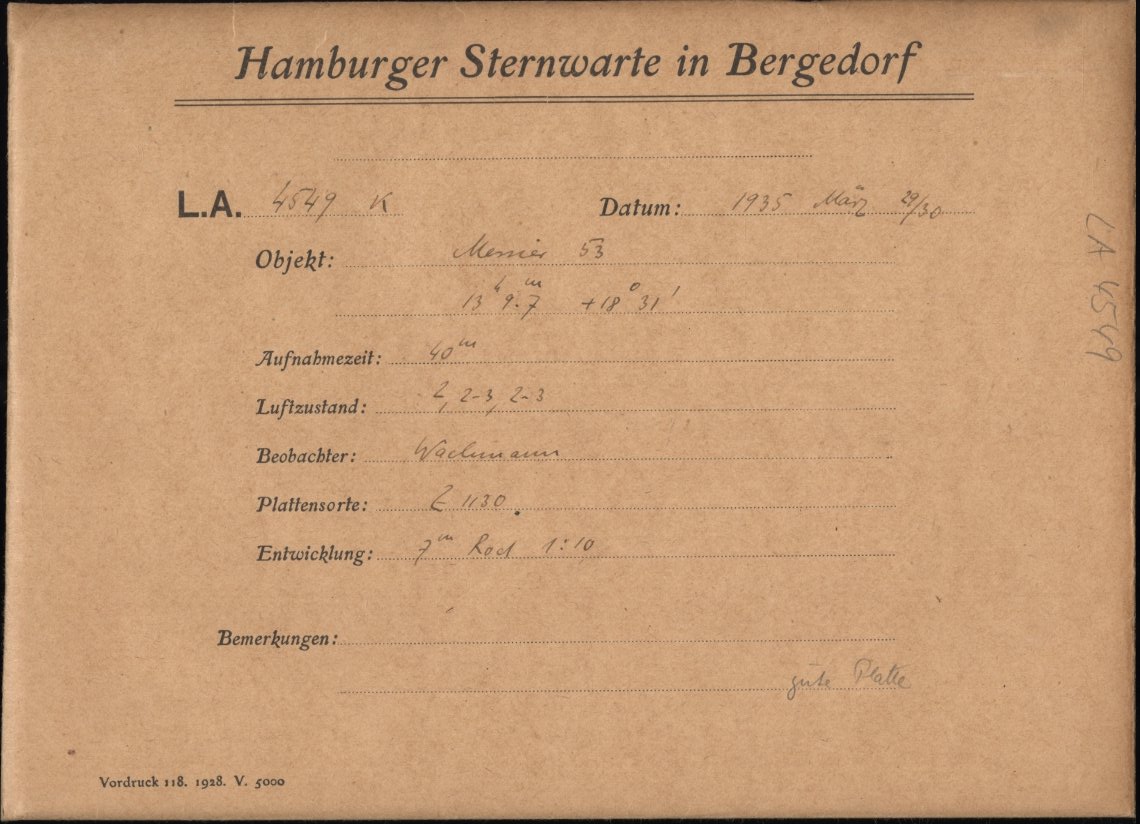 Hamburger Sternwarte in Bergedorf
L.A. 4549 K Datum: 1935 März 29/30
Objekt: Messier 53
13ʰ 9.7ᵐ +18° 31'
Aufnahmezeit: 40ᵐ
Luftzustand: 2, 2-3, 2-3
Beobachter: Wachmann
Plattensorte: Z 1130
Entwicklung: 7ᵐ Rod 1:10
Bemerkungen:
gute Platte
Vordruck 118. 1928. V. 5000
LA 4549